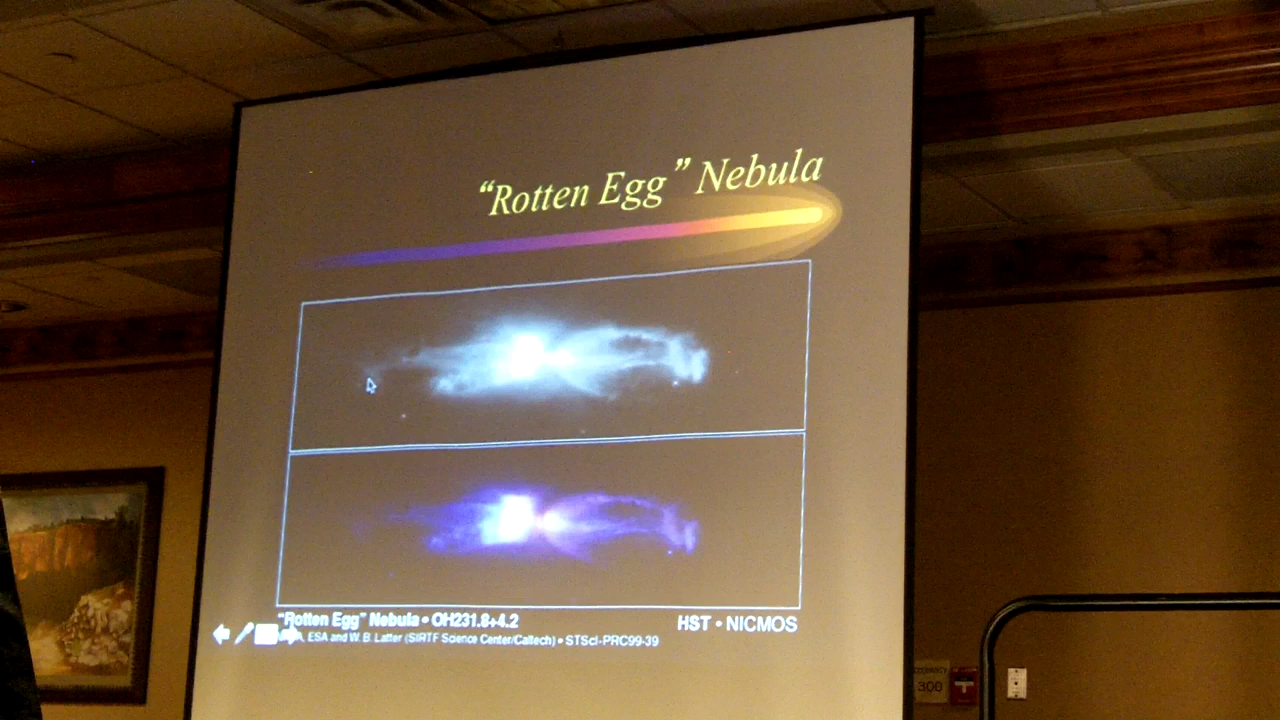 “Rotten Egg” Nebula
“Rotten Egg” Nebula • OH231.8+4.2
HST • NICMOS
ESA and W. B. Latter (SIRTF Science Center/Caltech) • STScI-PRC99-39
300